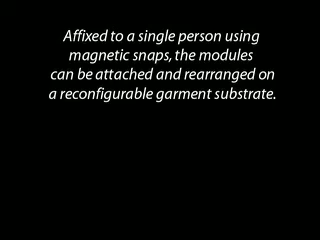 Affixed to a single person using
magnetic snaps, the modules
can be attached and rearranged on
a reconfigurable garment substrate.